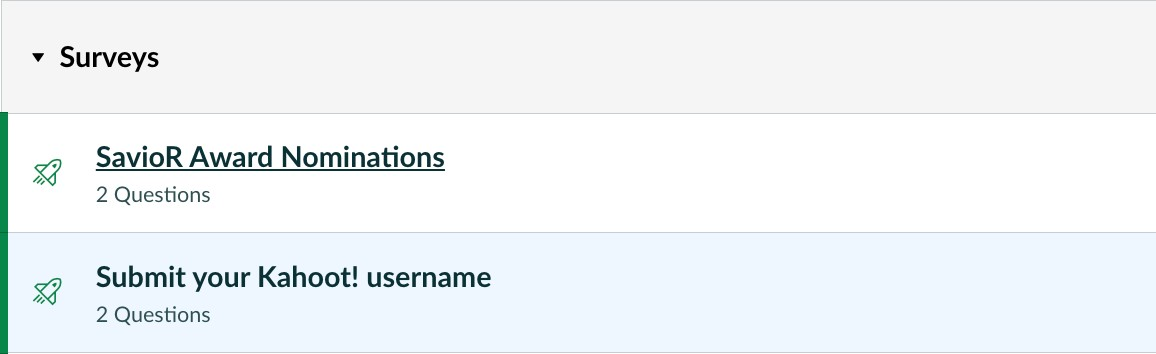 Surveys
SavioR Award Nominations
2 Questions
Submit your Kahoot! username
2 Questions